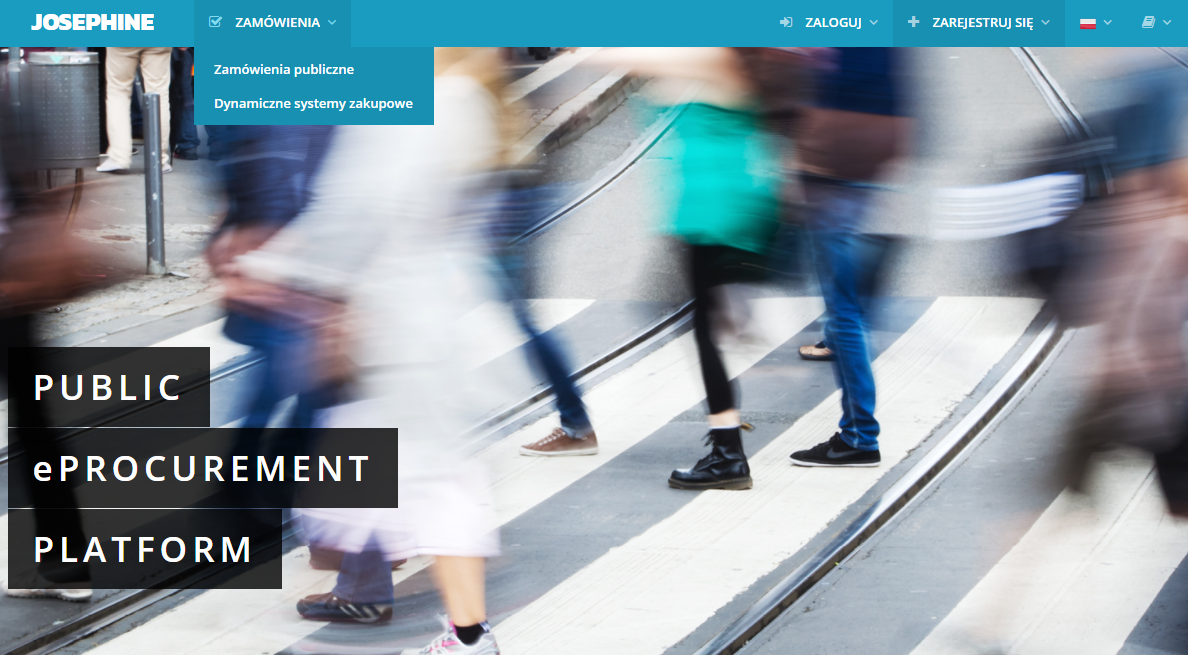 JOSEPHINE
ZAMÓWIENIA
ZALOGUJ
ZAREJESTRUJ SIĘ
Zamówienia publiczne
Dynamiczne systemy zakupowe
PUBLIC
ePROCUREMENT
PLATFORM